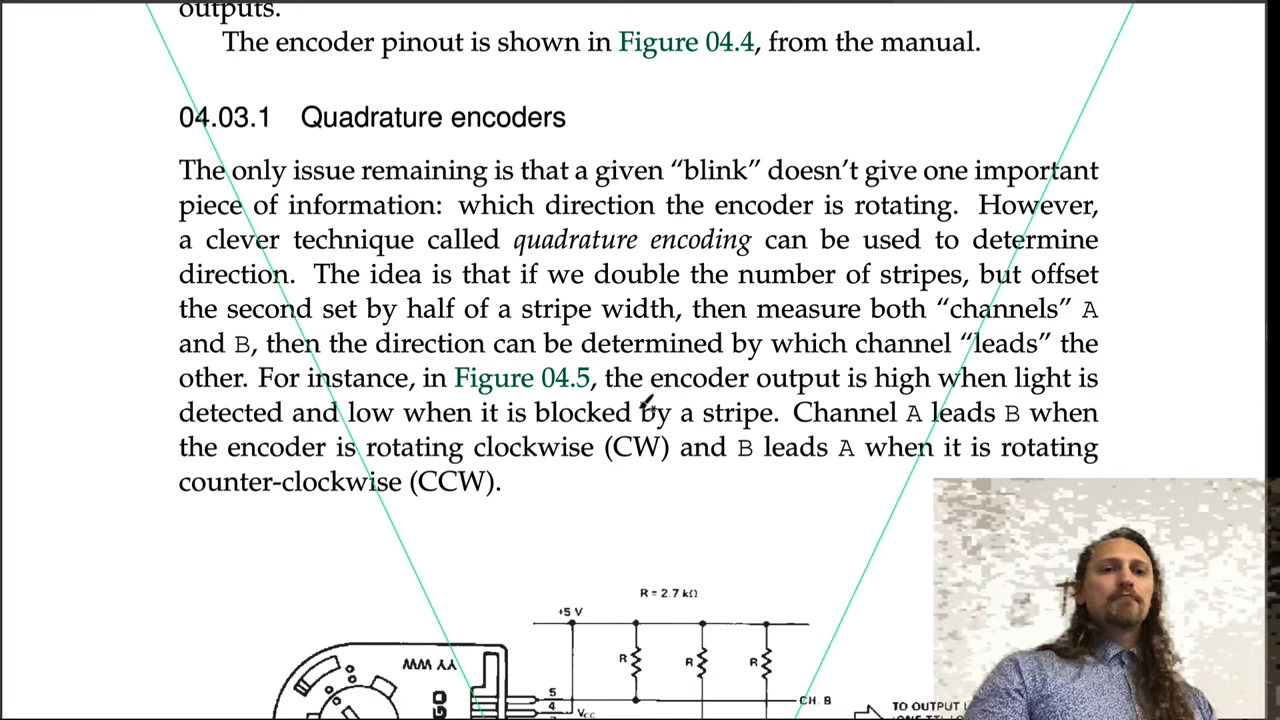 outputs.
The encoder pinout is shown in Figure 04.4, from the manual.
04.03.1 Quadrature encoders
The only issue remaining is that a given “blink” doesn’t give one important
piece of information: which direction the encoder is rotating. However,
a clever technique called quadrature encoding can be used to determine
direction. The idea is that if we double the number of stripes, but offset
the second set by half of a stripe width, then measure both “channels” A
and B, then the direction can be determined by which channel “leads” the
other. For instance, in Figure 04.5, the encoder output is high when light is
detected and low when it is blocked by a stripe. Channel A leads B when
the encoder is rotating clockwise (CW) and B leads A when it is rotating
counter-clockwise (CCW).
R = 2.7 kΩ
+5 V
R R R
YY WW
5
CH. B
4
VCC
TO OUTPUT